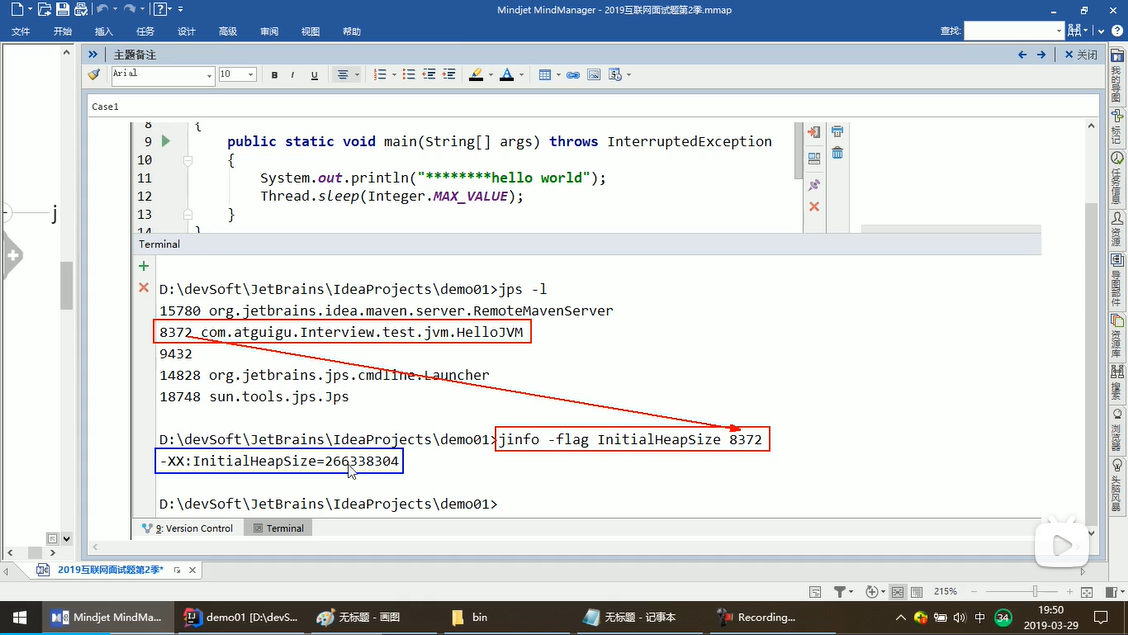 Mindjet MindManager - 2019互联网面试题第2季.mmap
文件 开始 插入 任务 设计 高级 审阅 视图 帮助 查找:
主题备注 关闭
Arial 10 B I U A
Case1
8 {
9 public static void main(String[] args) throws InterruptedException
10 {
11 System.out.println("********hello world");
12 Thread.sleep(Integer.MAX_VALUE);
13 }
14 }
j
Terminal
D:\devSoft\JetBrains\IdeaProjects\demo01>jps -l
15780 org.jetbrains.idea.maven.server.RemoteMavenServer
8372 com.atguigu.Interview.test.jvm.HelloJVM
9432
14828 org.jetbrains.jps.cmdline.Launcher
18748 sun.tools.jps.Jps
D:\devSoft\JetBrains\IdeaProjects\demo01>jinfo -flag InitialHeapSize 8372
-XX:InitialHeapSize=266338304
D:\devSoft\JetBrains\IdeaProjects\demo01>
9: Version Control Terminal
我的导图
标记
任务信息
资源
导图部件
资源库
搜索
浏览器
头脑风暴
2019互联网面试题第2季*
215%
Mindjet MindMana... demo01 [D:\devS... 无标题 - 画图 bin 无标题 - 记事本 Recording... 中 34 19:50
2019-03-29